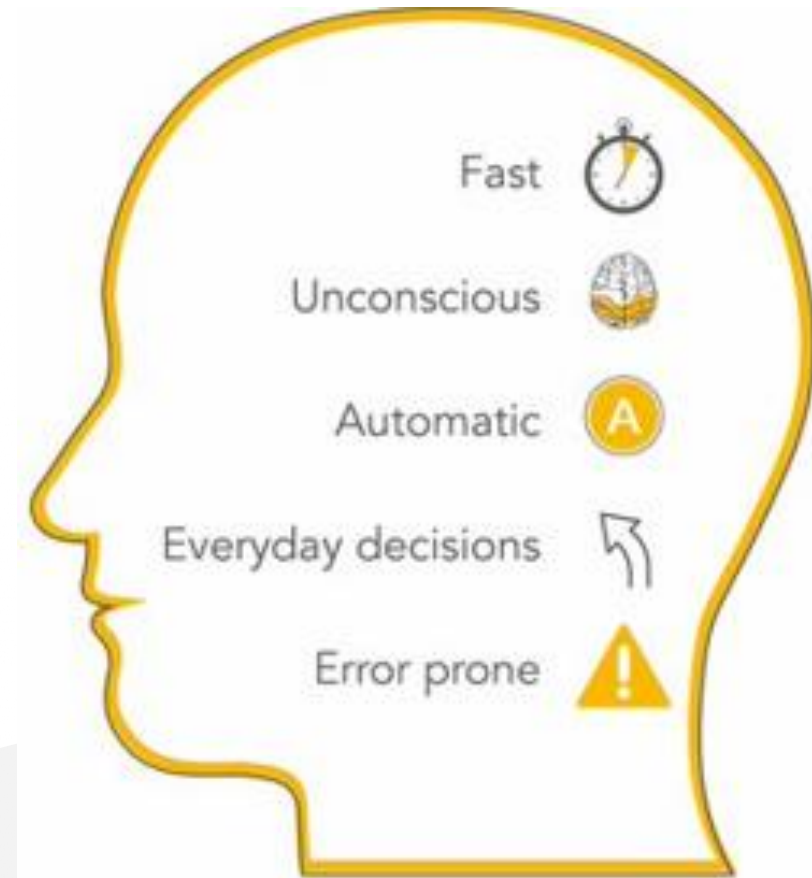 Fast
Unconscious
Automatic
A
Everyday decisions
Error prone